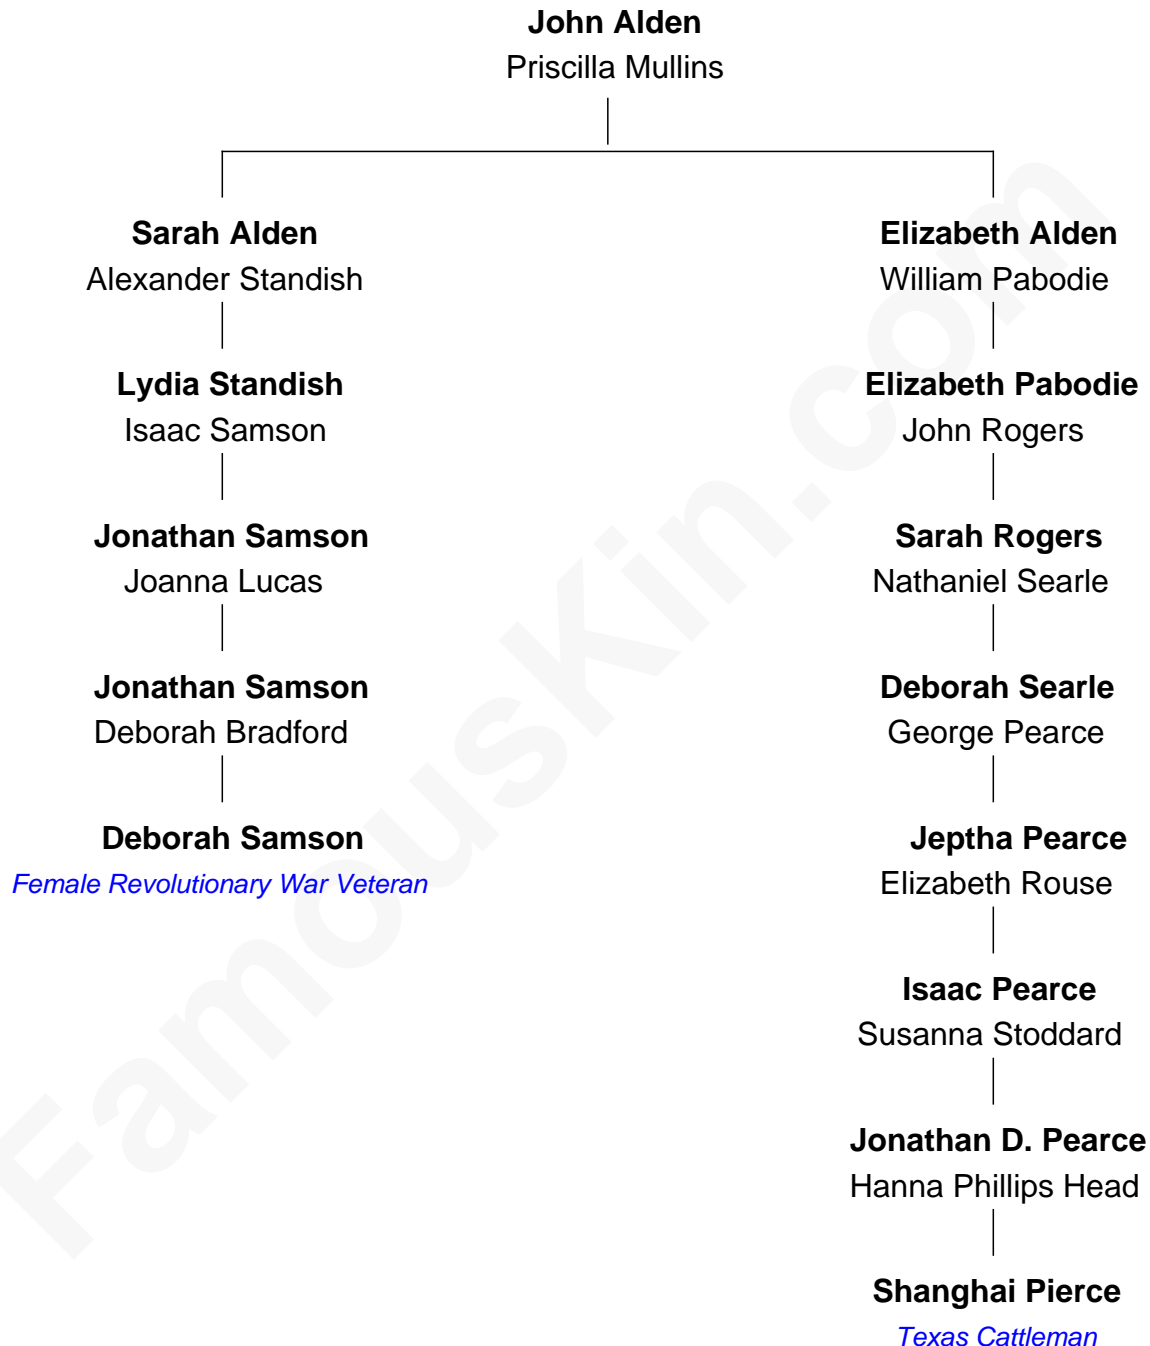 John Alden
Priscilla Mullins
Sarah Alden
Alexander Standish
Elizabeth Alden
William Pabodie
Lydia Standish
Isaac Samson
Elizabeth Pabodie
John Rogers
Jonathan Samson
Joanna Lucas
Sarah Rogers
Nathaniel Searle
Jonathan Samson
Deborah Bradford
Deborah Searle
George Pearce
Deborah Samson
Female Revolutionary War Veteran
Jeptha Pearce
Elizabeth Rouse
Isaac Pearce
Susanna Stoddard
Jonathan D. Pearce
Hanna Phillips Head
Shanghai Pierce
Texas Cattleman
FamousKin.com